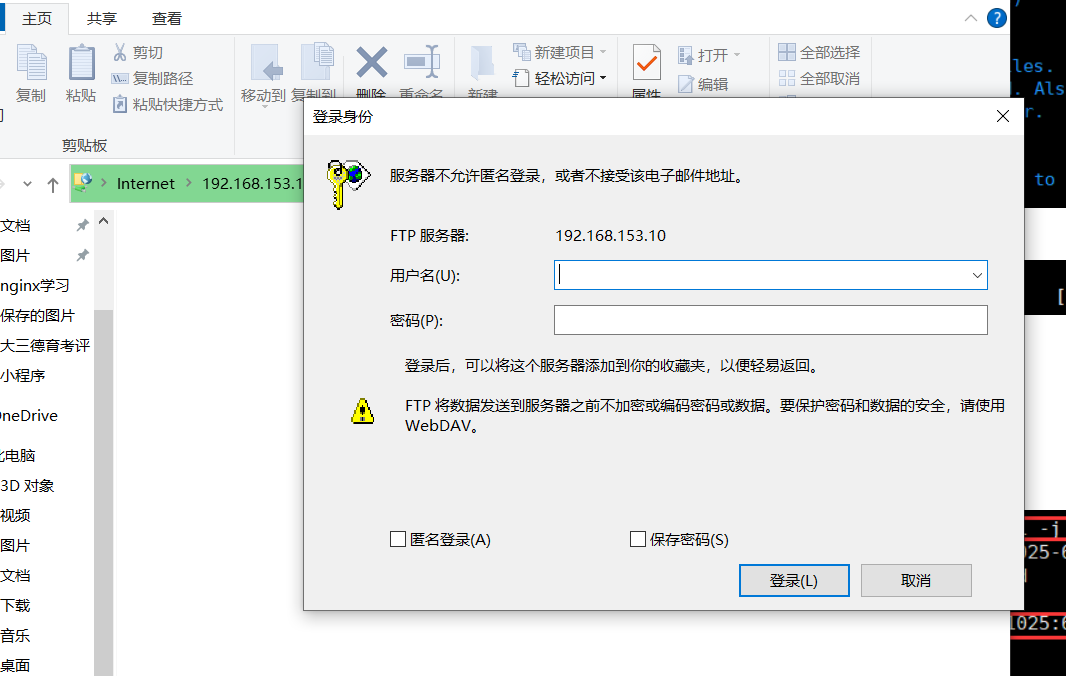 主页 共享 查看
复制 粘贴 剪切 复制路径 粘贴快捷方式
剪贴板
移动到 复制到 删除 重命名 新建
新建项目
轻松访问
属性 打开 编辑
全部选择
全部取消
Internet 192.168.153.1
文档
图片
nginx学习
保存的图片
大三德育考评
小程序
OneDrive
此电脑
3D 对象
视频
图片
文档
下载
音乐
桌面
登录身份
服务器不允许匿名登录，或者不接受该电子邮件地址。
FTP 服务器: 192.168.153.10
用户名(U):
密码(P):
登录后，可以将这个服务器添加到你的收藏夹，以便轻易返回。
FTP 将数据发送到服务器之前不加密或编码密码或数据。要保护密码和数据的安全，请使用
WebDAV。
匿名登录(A) 保存密码(S)
登录(L) 取消
les.
. Als
r.
to
[
-j
025-6
1025:6